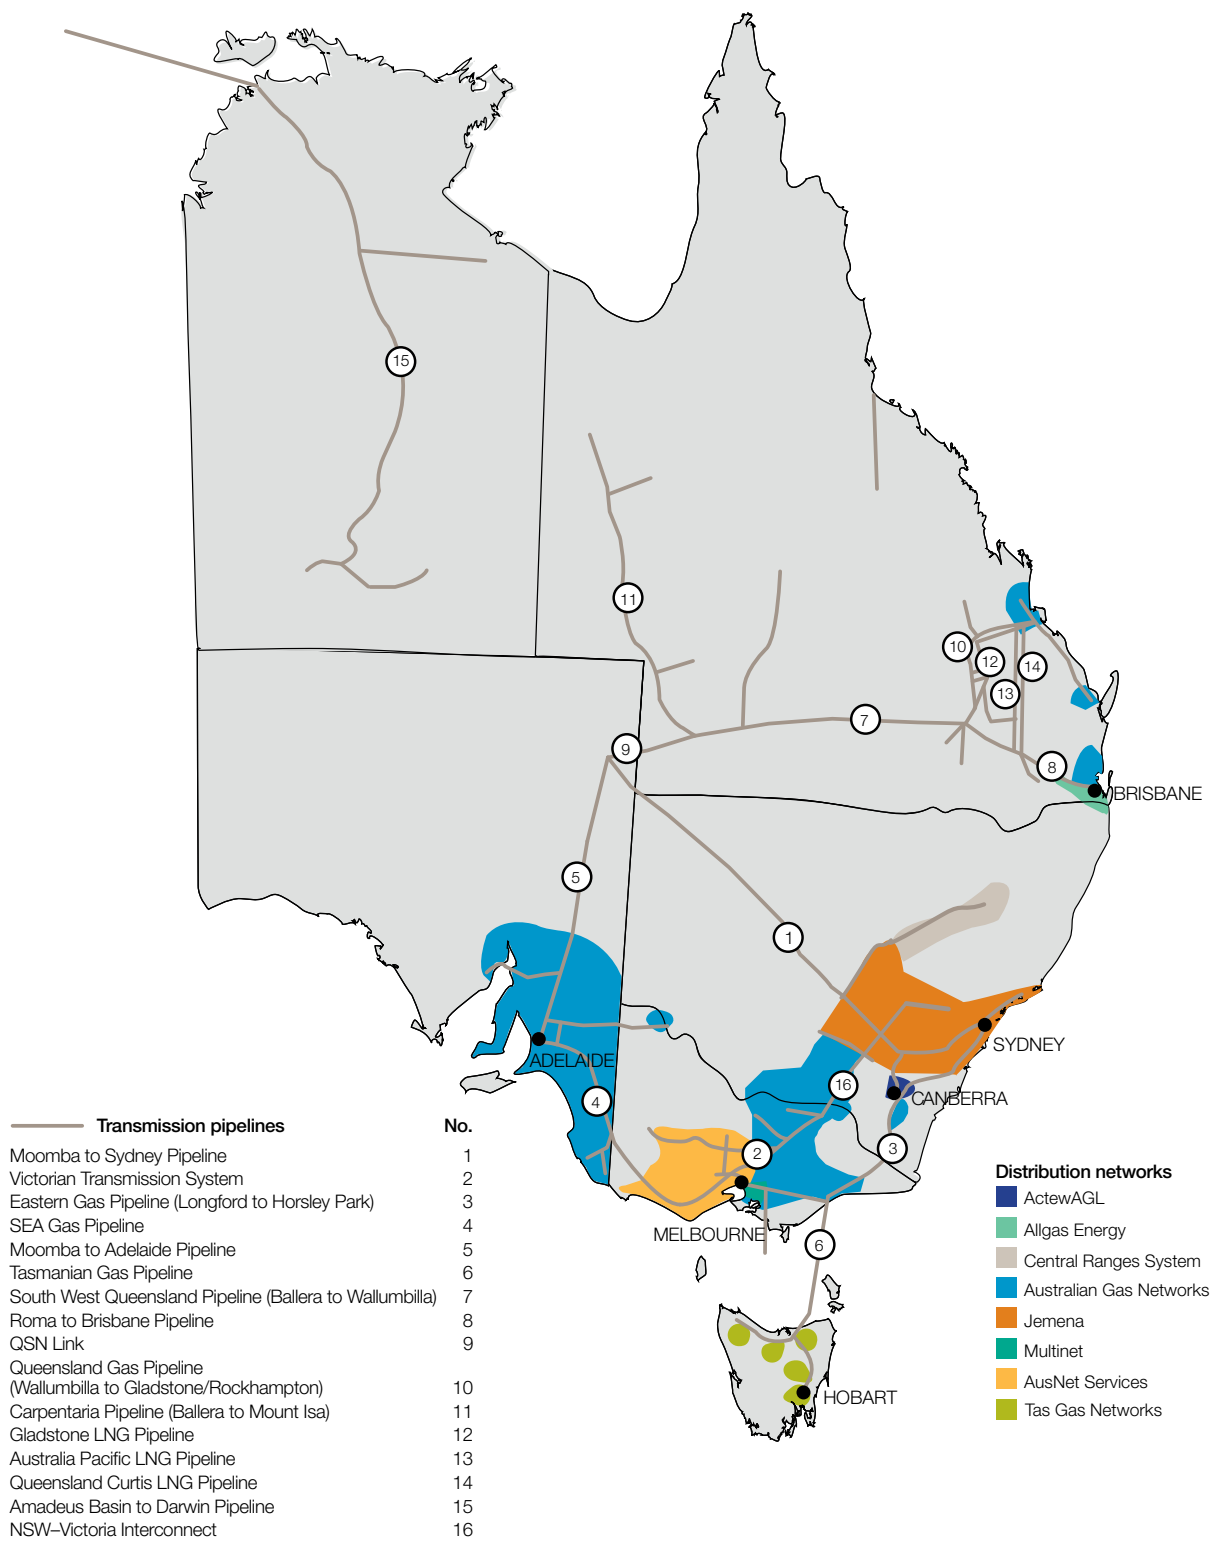 15
11
10
12
14
13
7
9
8
BRISBANE
5
1
SYDNEY
ADELAIDE
16
CANBERRA
4
3
2
MELBOURNE
6
HOBART
Transmission pipelines No.
Moomba to Sydney Pipeline 1
Victorian Transmission System 2
Eastern Gas Pipeline (Longford to Horsley Park) 3
SEA Gas Pipeline 4
Moomba to Adelaide Pipeline 5
Tasmanian Gas Pipeline 6
South West Queensland Pipeline (Ballera to Wallumbilla) 7
Roma to Brisbane Pipeline 8
QSN Link 9
Queensland Gas Pipeline
(Wallumbilla to Gladstone/Rockhampton) 10
Carpentaria Pipeline (Ballera to Mount Isa) 11
Gladstone LNG Pipeline 12
Australia Pacific LNG Pipeline 13
Queensland Curtis LNG Pipeline 14
Amadeus Basin to Darwin Pipeline 15
NSW–Victoria Interconnect 16
Distribution networks
ActewAGL
Allgas Energy
Central Ranges System
Australian Gas Networks
Jemena
Multinet
AusNet Services
Tas Gas Networks